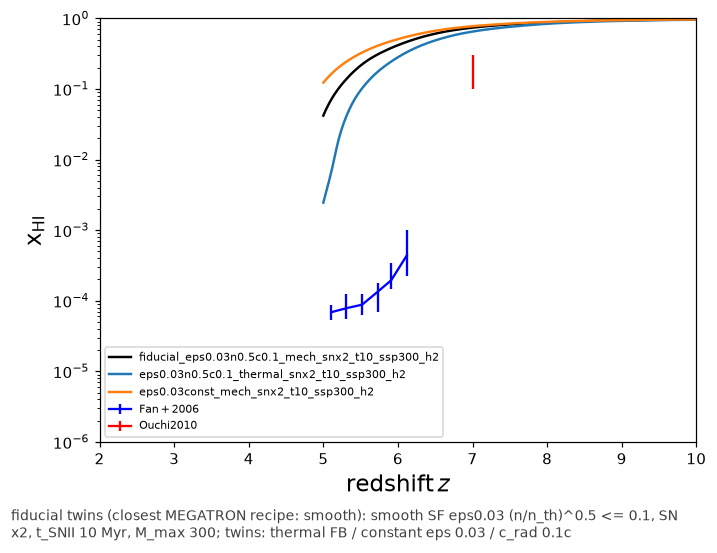 10^0
10^−1
10^−2
10^−3
10^−4
10^−5
10^−6
x_HI
fiducial_eps0.03n0.5c0.1_mech_snx2_t10_ssp300_h2
eps0.03n0.5c0.1_thermal_snx2_t10_ssp300_h2
eps0.03const_mech_snx2_t10_ssp300_h2
Fan+2006
Ouchi2010
2 3 4 5 6 7 8 9 10
redshift z
fiducial twins (closest MEGATRON recipe: smooth): smooth SF eps0.03 (n/n_th)^0.5 <= 0.1, SN
x2, t_SNII 10 Myr, M_max 300; twins: thermal FB / constant eps 0.03 / c_rad 0.1c